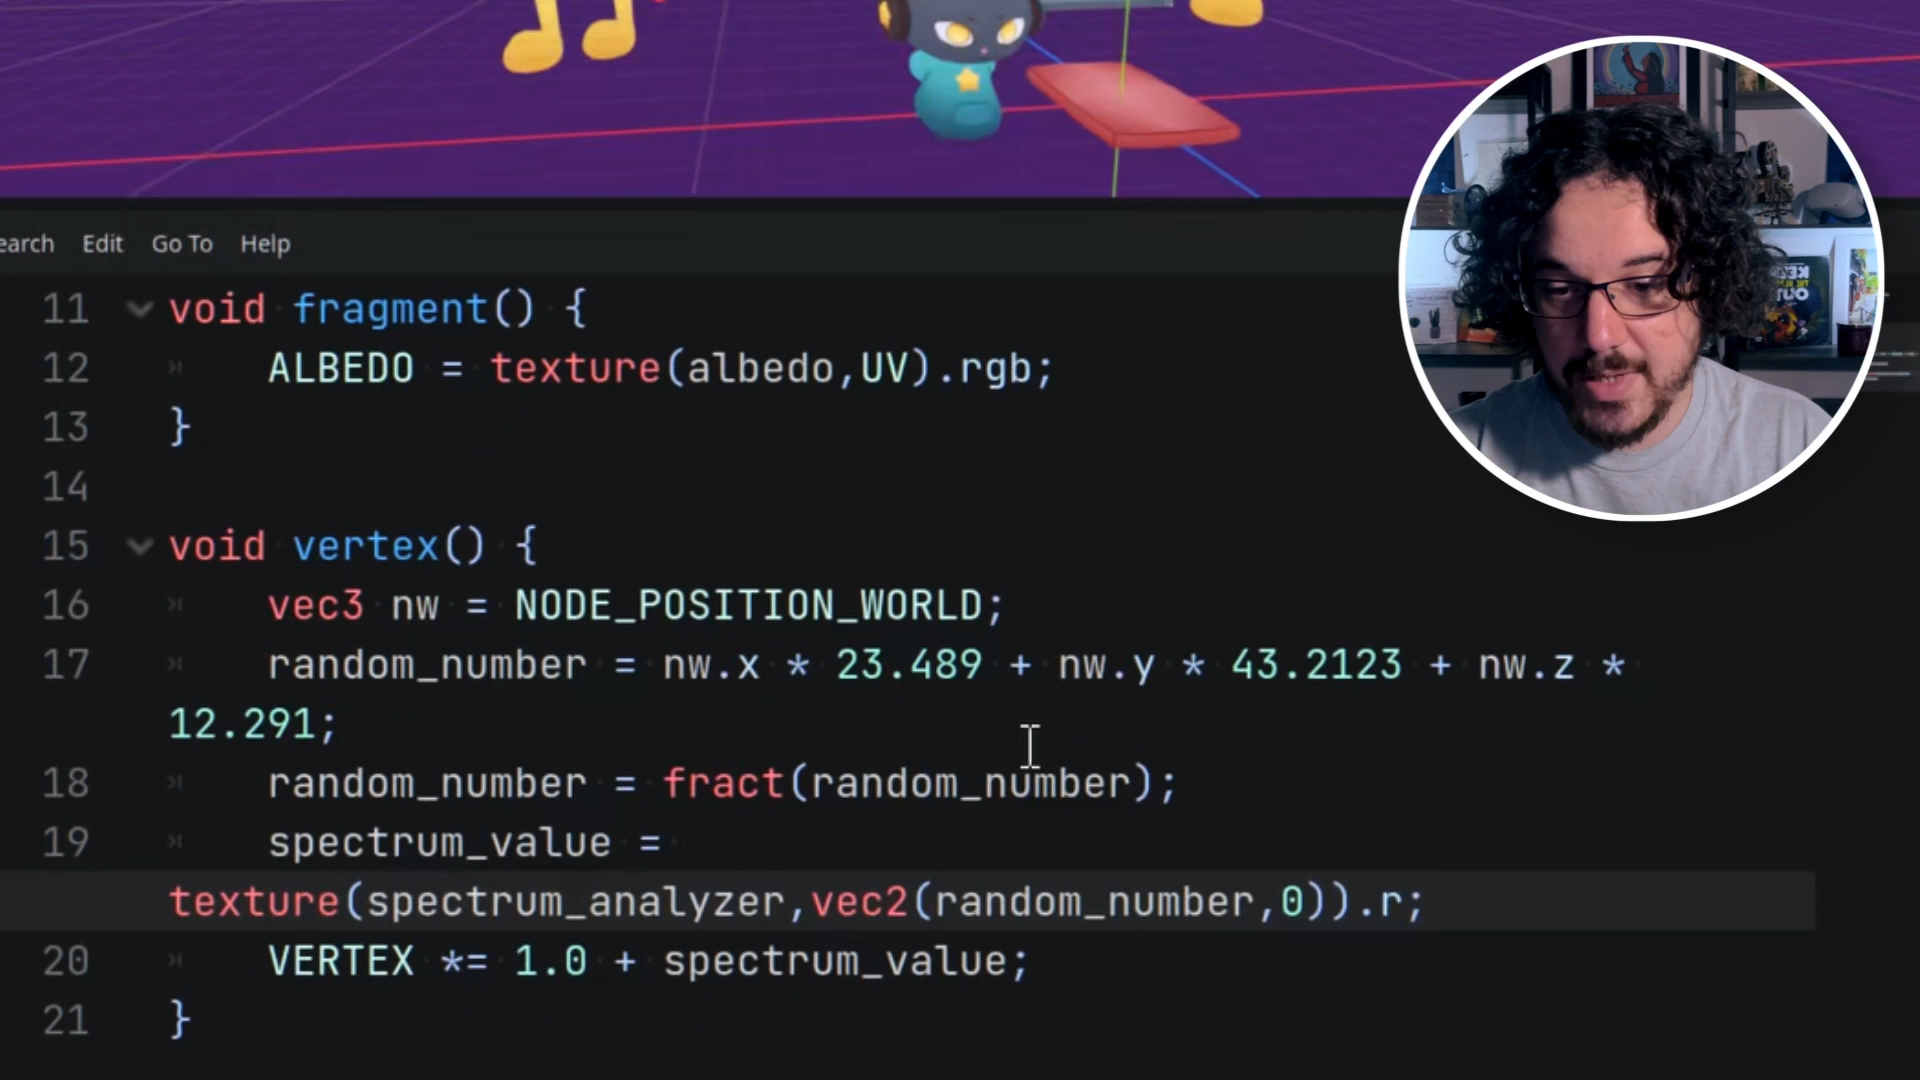 earch Edit Go To Help
11 void fragment() {
12 ALBEDO = texture(albedo,UV).rgb;
13 }
14
15 void vertex() {
16 vec3 nw = NODE_POSITION_WORLD;
17 random_number = nw.x * 23.489 + nw.y * 43.2123 + nw.z *
12.291;
18 random_number = fract(random_number);
19 spectrum_value =
texture(spectrum_analyzer,vec2(random_number,0)).r;
20 VERTEX *= 1.0 + spectrum_value;
21 }